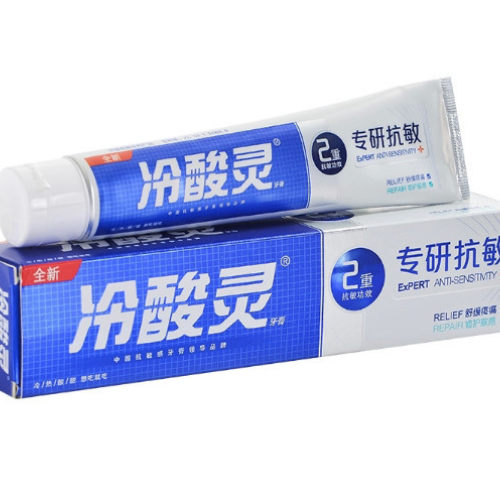 全新
冷酸灵®
牙膏
2重
抗敏功效
专研抗敏
EXPERT ANTI-SENSITIVITY +
RELIEF 舒缓疼痛
REPAIR 修护敏感
全新
冷酸灵®
牙膏
中国抗敏感牙膏领导品牌
冷/热/酸/甜 想吃就吃
2重
抗敏功效
专研抗敏
EXPERT ANTI-SENSITIVITY
RELIEF 舒缓疼痛
REPAIR 修护敏感
冷酸灵